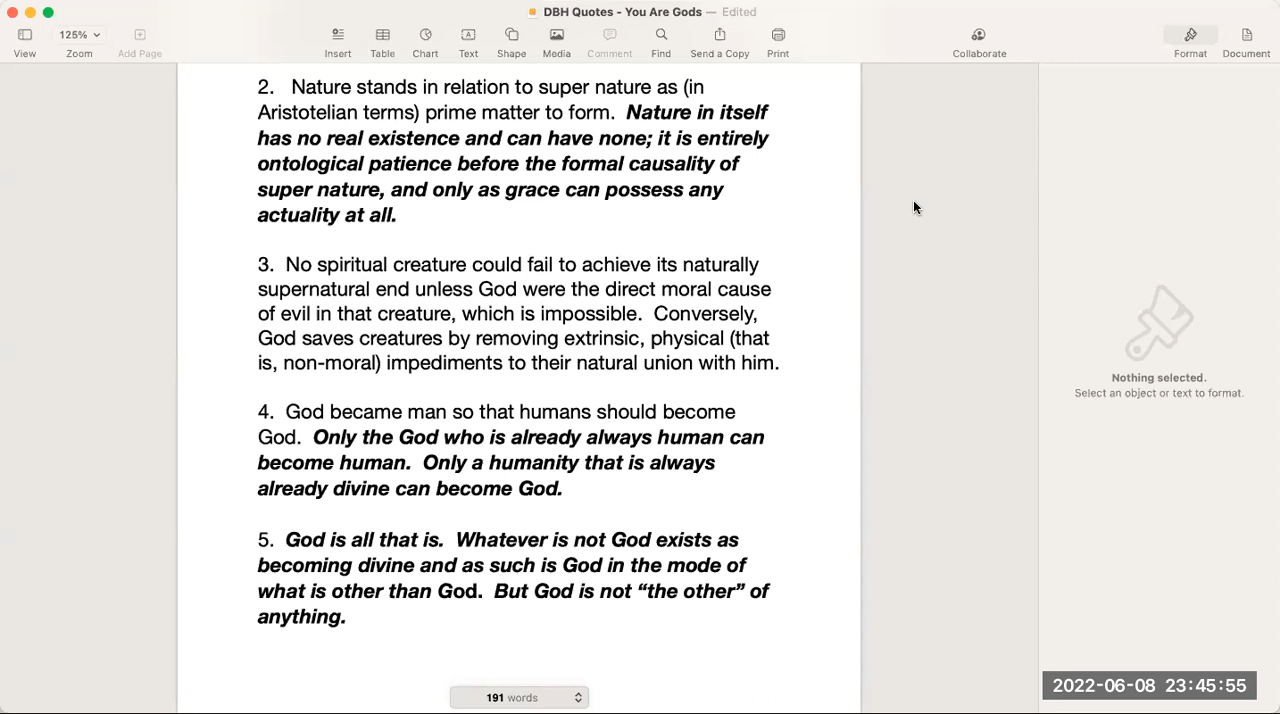 DBH Quotes - You Are Gods — Edited
125%
View Zoom Add Page Insert Table Chart Text Shape Media Comment Find Send a Copy Print Collaborate Format Document
2. Nature stands in relation to super nature as (in
Aristotelian terms) prime matter to form. Nature in itself
has no real existence and can have none; it is entirely
ontological patience before the formal causality of
super nature, and only as grace can possess any
actuality at all.
3. No spiritual creature could fail to achieve its naturally
supernatural end unless God were the direct moral cause
of evil in that creature, which is impossible. Conversely,
God saves creatures by removing extrinsic, physical (that
is, non-moral) impediments to their natural union with him.
4. God became man so that humans should become
God. Only the God who is already always human can
become human. Only a humanity that is always
already divine can become God.
5. God is all that is. Whatever is not God exists as
becoming divine and as such is God in the mode of
what is other than God. But God is not “the other” of
anything.
Nothing selected.
Select an object or text to format.
191 words
2022-06-08 23:45:55